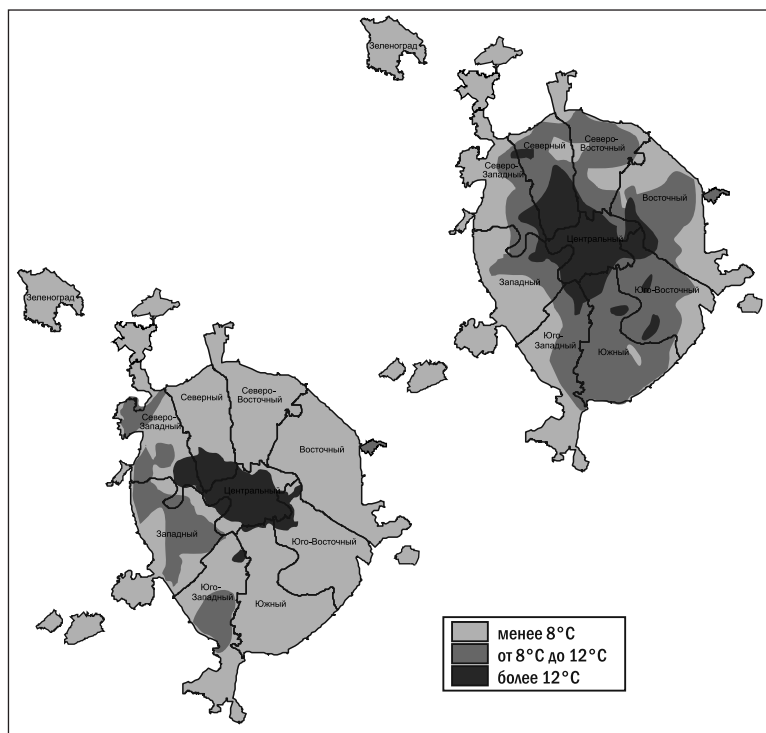 Зеленоград
Северо-
Восточный
Северный
Северо-
Западный
Восточный
Центральный
Западный
Юго-Восточный
Юго-
Западный
Южный
Зеленоград
Северный
Северо-
Восточный
Северо-
Западный
Восточный
Центральный
Западный
Юго-Восточный
Юго-
Западный
Южный
менее 8°C
от 8°C до 12°C
более 12°C